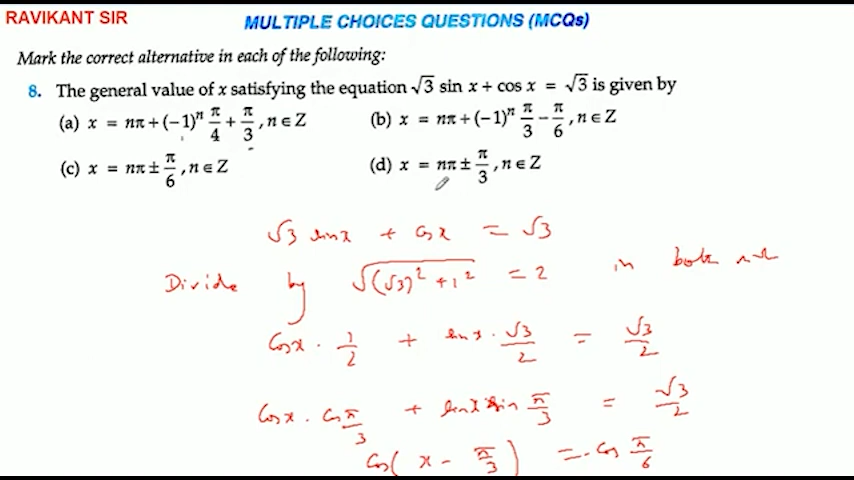 RAVIKANT SIR
MULTIPLE CHOICES QUESTIONS (MCQs)
Mark the correct alternative in each of the following:
8. The general value of x satisfying the equation √3 sin x + cos x = √3 is given by
(a) x = nπ + (−1)ⁿ π/4 + π/3, n ∈ Z (b) x = nπ + (−1)ⁿ π/3 − π/6, n ∈ Z
(c) x = nπ ± π/6, n ∈ Z (d) x = nπ ± π/3, n ∈ Z
√3 sinx + cosx = √3
Divide by √((√3)² + 1²) = 2 in both
cosx · 1/2 + sinx · √3/2 = √3/2
cosx · cos π/3 + sinx sin π/3 = √3/2
cos(x − π/3) = cos π/6